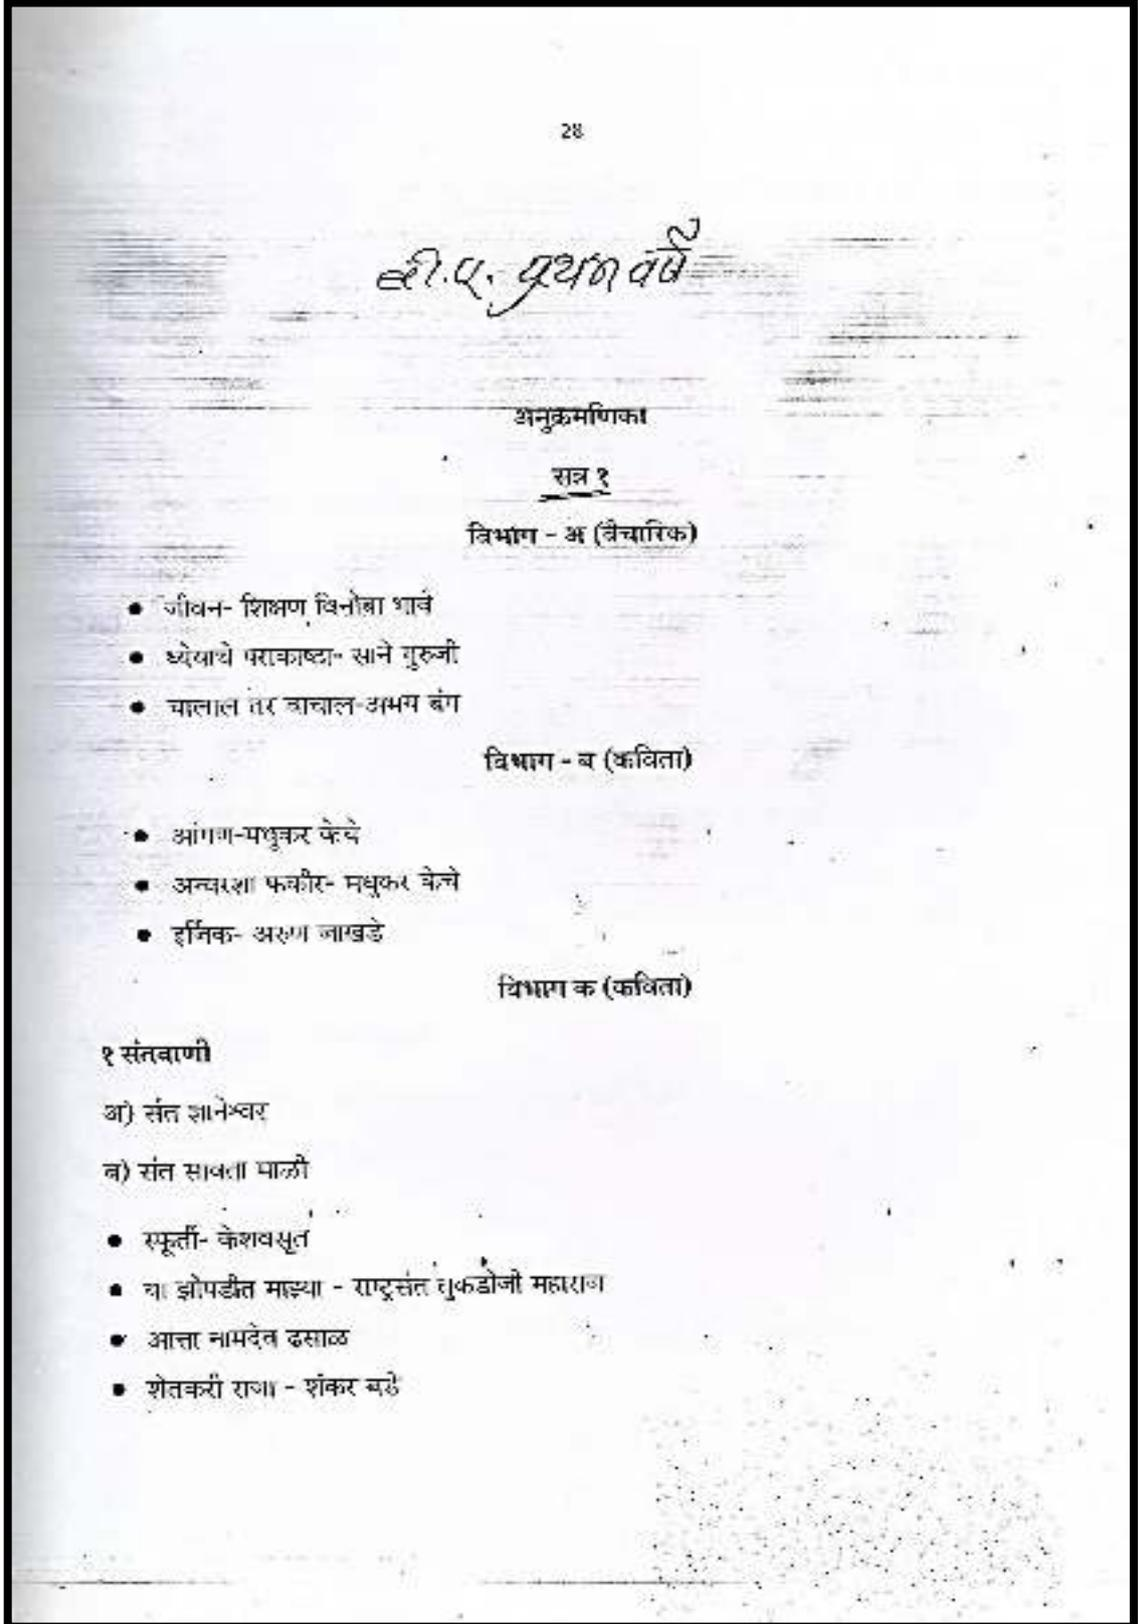 28
बी.ए. प्रथम वर्ष
अनुक्रमणिका
सत्र १
विभाग - अ (वैचारिक)
● जीवन- शिक्षण विनोबा भावे
● ध्येयाचे पराकाष्टा- साने गुरुजी
● चालाल तर वाचाल-अभय बंग
विभाग - ब (कविता)
● आंगण-मधुकर केचे
● अन्वरशा फकीर- मधुकर केचे
● इर्जिक- अरुण जाखडे
विभाग क (कविता)
१ संतवाणी
अ) संत ज्ञानेश्वर
ब) संत सावता माळी
● स्फूर्ती- केशवसूत
● या झोपडीत माझ्या - राष्ट्रसंत तुकडोजी महाराज
● आत्ता नामदेव ढसाळ
● शेतकरी राजा - शंकर बडे